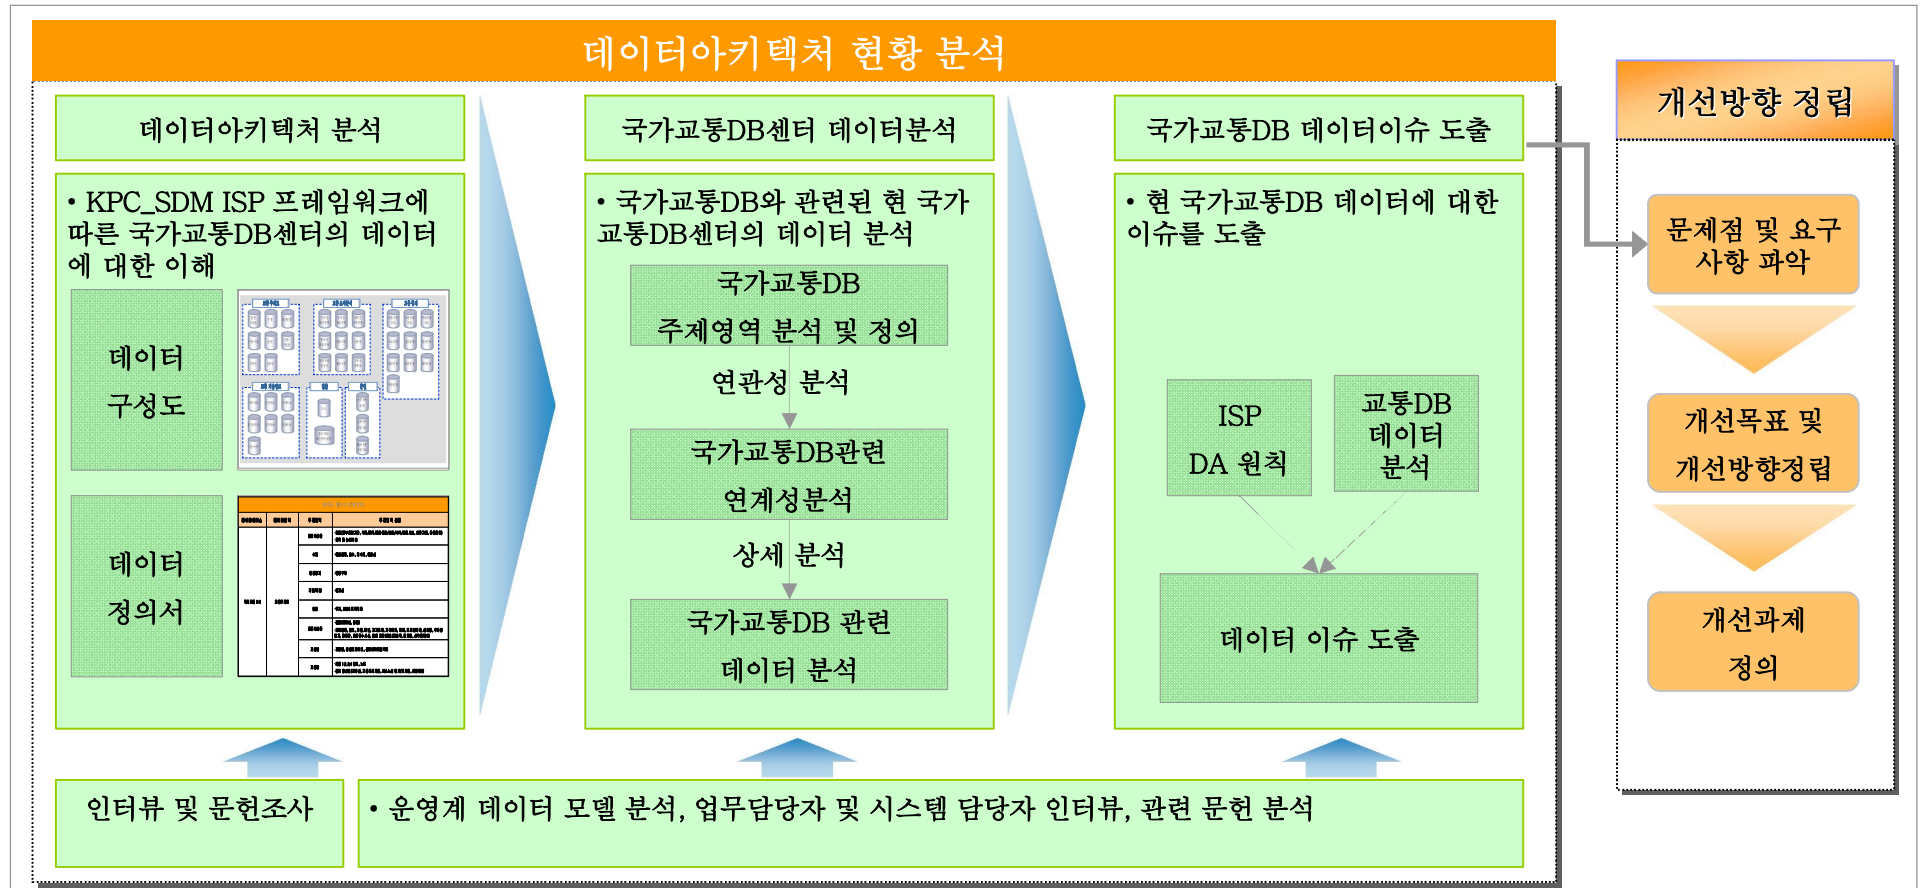 데이터아키텍처 현황 분석
개선방향 정립
데이터아키텍처 분석
국가교통DB센터 데이터분석
국가교통DB 데이터이슈 도출
• KPC_SDM ISP 프레임워크에
따른 국가교통DB센터의 데이터
에 대한 이해
데이터
구성도
데이터
정의서
• 국가교통DB와 관련된 현 국가
교통DB센터의 데이터 분석
국가교통DB
주제영역 분석 및 정의
연관성 분석
국가교통DB관련
연계성분석
상세 분석
국가교통DB 관련
데이터 분석
• 현 국가교통DB 데이터에 대한
이슈를 도출
ISP
DA 원칙
교통DB
데이터
분석
데이터 이슈 도출
문제점 및 요구
사항 파악
개선목표 및
개선방향정립
개선과제
정의
인터뷰 및 문헌조사
• 운영계 데이터 모델 분석, 업무담당자 및 시스템 담당자 인터뷰, 관련 문헌 분석